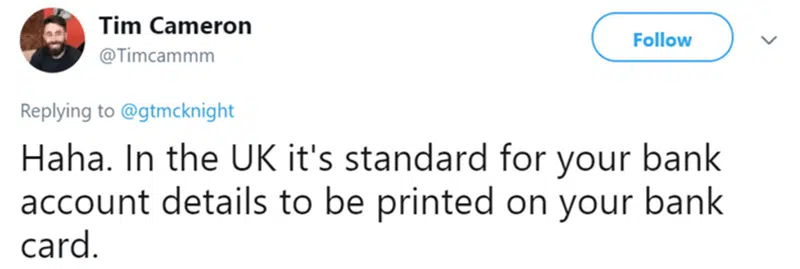 Tim Cameron
@Timcammm
Follow
Replying to @gtmcknight
Haha. In the UK it's standard for your bank
account details to be printed on your bank
card.